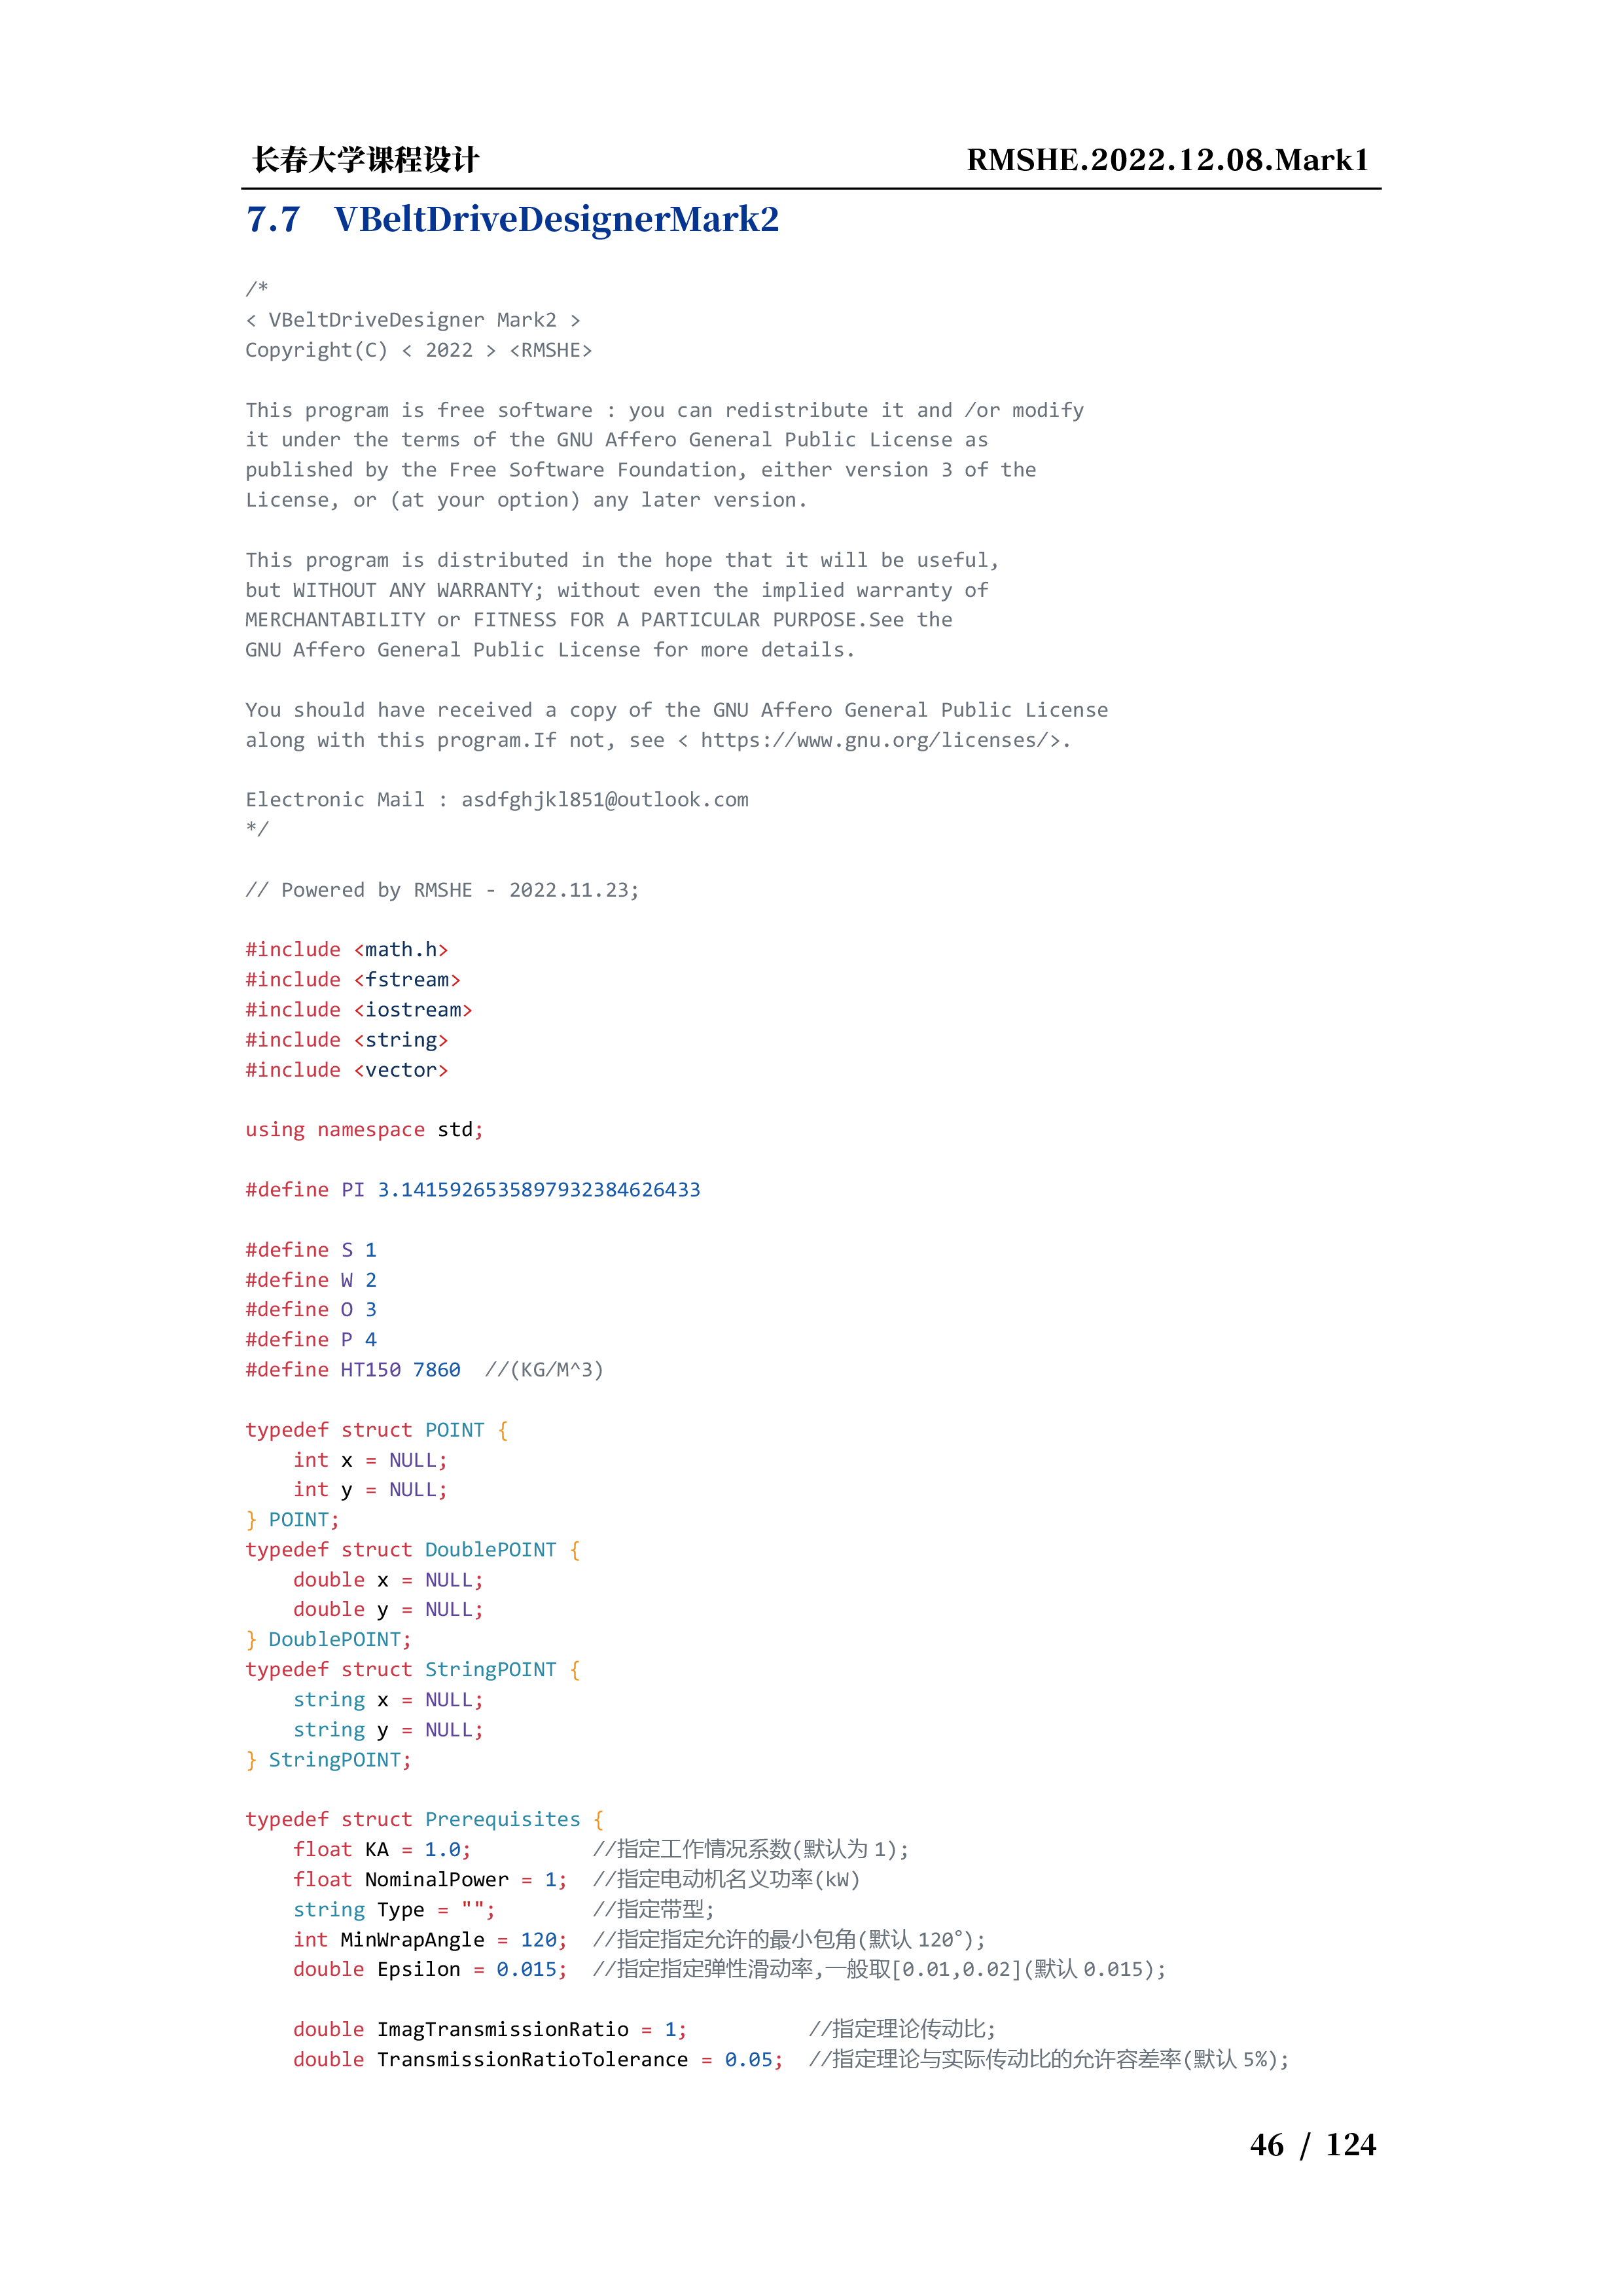 长春大学课程设计 RMSHE.2022.12.08.Mark1
7.7 VBeltDriveDesignerMark2
/*
< VBeltDriveDesigner Mark2 >
Copyright(C) < 2022 > <RMSHE>
This program is free software : you can redistribute it and /or modify
it under the terms of the GNU Affero General Public License as
published by the Free Software Foundation, either version 3 of the
License, or (at your option) any later version.
This program is distributed in the hope that it will be useful,
but WITHOUT ANY WARRANTY; without even the implied warranty of
MERCHANTABILITY or FITNESS FOR A PARTICULAR PURPOSE.See the
GNU Affero General Public License for more details.
You should have received a copy of the GNU Affero General Public License
along with this program.If not, see < https://www.gnu.org/licenses/>.
Electronic Mail : asdfghjkl851@outlook.com
*/
// Powered by RMSHE - 2022.11.23;
#include <math.h>
#include <fstream>
#include <iostream>
#include <string>
#include <vector>
using namespace std;
#define PI 3.1415926535897932384626433
#define S 1
#define W 2
#define O 3
#define P 4
#define HT150 7860  //(KG/M^3)
typedef struct POINT {
    int x = NULL;
    int y = NULL;
} POINT;
typedef struct DoublePOINT {
    double x = NULL;
    double y = NULL;
} DoublePOINT;
typedef struct StringPOINT {
    string x = NULL;
    string y = NULL;
} StringPOINT;
typedef struct Prerequisites {
    float KA = 1.0;          //指定工作情况系数(默认为 1);
    float NominalPower = 1;  //指定电动机名义功率(kW)
    string Type = "";        //指定带型;
    int MinWrapAngle = 120;  //指定指定允许的最小包角(默认 120°);
    double Epsilon = 0.015;  //指定指定弹性滑动率,一般取[0.01,0.02](默认 0.015);
    double ImagTransmissionRatio = 1;          //指定理论传动比;
    double TransmissionRatioTolerance = 0.05;  //指定理论与实际传动比的允许容差率(默认 5%);
46 / 124